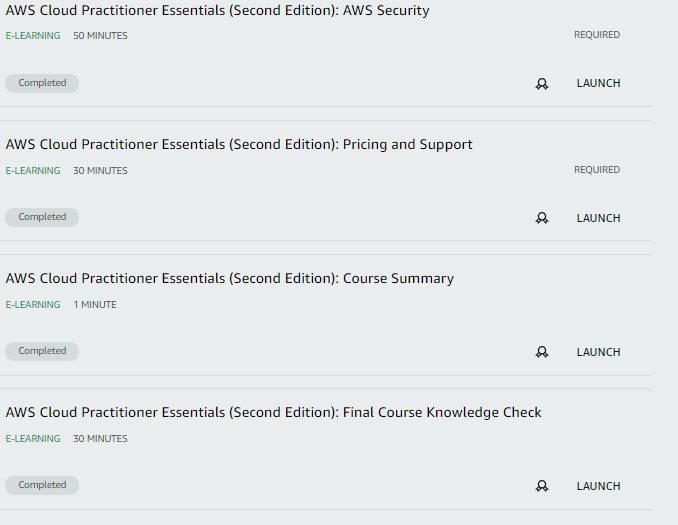 AWS Cloud Practitioner Essentials (Second Edition): AWS Security
E-LEARNING 50 MINUTES REQUIRED
Completed LAUNCH
AWS Cloud Practitioner Essentials (Second Edition): Pricing and Support
E-LEARNING 30 MINUTES REQUIRED
Completed LAUNCH
AWS Cloud Practitioner Essentials (Second Edition): Course Summary
E-LEARNING 1 MINUTE
Completed LAUNCH
AWS Cloud Practitioner Essentials (Second Edition): Final Course Knowledge Check
E-LEARNING 30 MINUTES
Completed LAUNCH